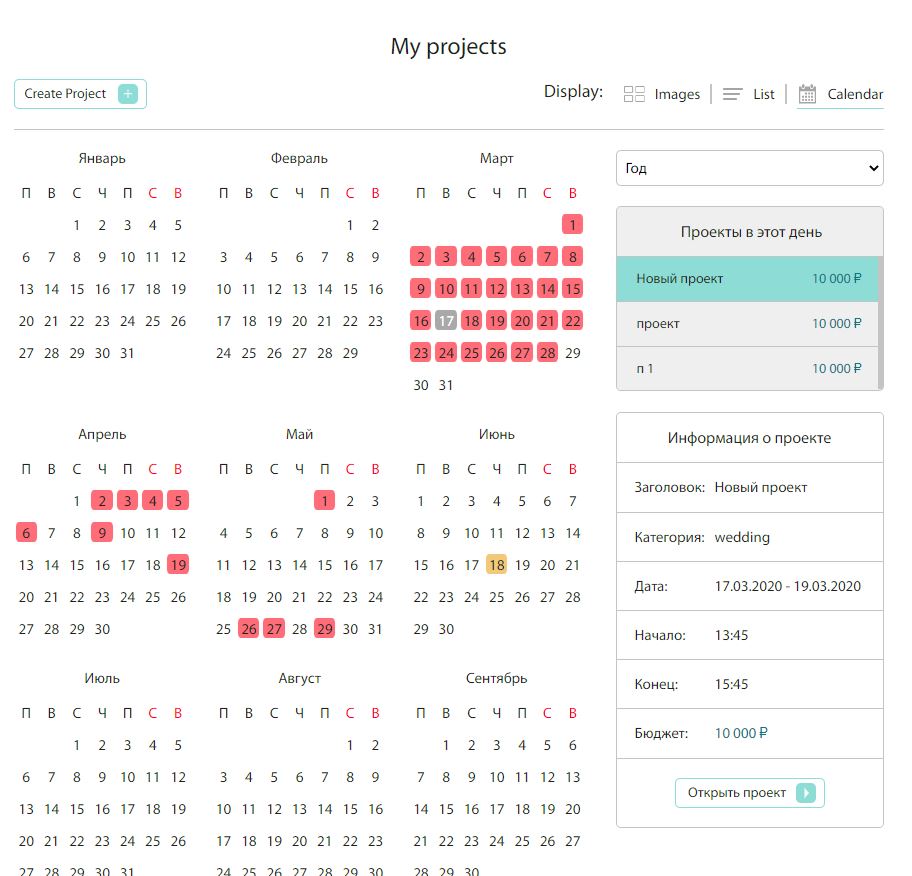 My projects
Create Project +
Display: Images List Calendar
Январь Февраль Март
П В С Ч П С В П В С Ч П С В П В С Ч П С В
1 2 3 4 5 1 2 1
6 7 8 9 10 11 12 3 4 5 6 7 8 9 2 3 4 5 6 7 8
13 14 15 16 17 18 19 10 11 12 13 14 15 16 9 10 11 12 13 14 15
20 21 22 23 24 25 26 17 18 19 20 21 22 23 16 17 18 19 20 21 22
27 28 29 30 31 24 25 26 27 28 29 23 24 25 26 27 28 29
30 31
Апрель Май Июнь
П В С Ч П С В П В С Ч П С В П В С Ч П С В
1 2 3 4 5 1 2 3 1 2 3 4 5 6 7
6 7 8 9 10 11 12 4 5 6 7 8 9 10 8 9 10 11 12 13 14
13 14 15 16 17 18 19 11 12 13 14 15 16 17 15 16 17 18 19 20 21
20 21 22 23 24 25 26 18 19 20 21 22 23 24 22 23 24 25 26 27 28
27 28 29 30 25 26 27 28 29 30 31 29 30
Июль Август Сентябрь
П В С Ч П С В П В С Ч П С В П В С Ч П С В
1 2 3 4 5 1 2 1 2 3 4 5 6
6 7 8 9 10 11 12 3 4 5 6 7 8 9 7 8 9 10 11 12 13
13 14 15 16 17 18 19 10 11 12 13 14 15 16 14 15 16 17 18 19 20
20 21 22 23 24 25 26 17 18 19 20 21 22 23 21 22 23 24 25 26 27
27 28 29 30 31 24 25 26 27 28 29 30 28 29 30
Год
Проекты в этот день
Новый проект 10 000 ₽
проект 10 000 ₽
п 1 10 000 ₽
Информация о проекте
Заголовок: Новый проект
Категория: wedding
Дата: 17.03.2020 - 19.03.2020
Начало: 13:45
Конец: 15:45
Бюджет: 10 000 ₽
Открыть проект